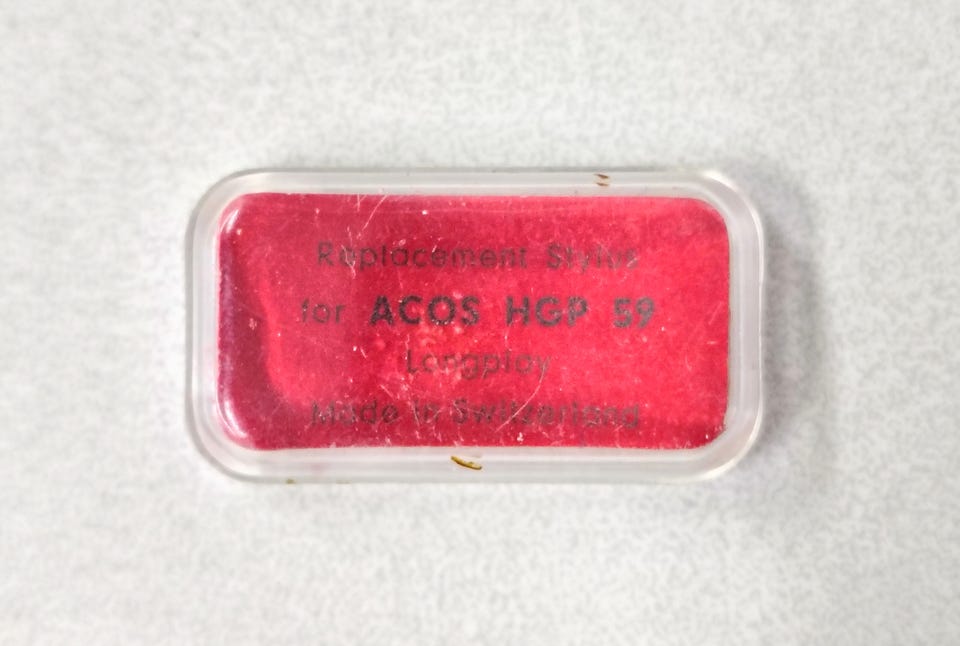 Replacement Stylus
for ACOS HGP 59
Longplay
Made in Switzerland